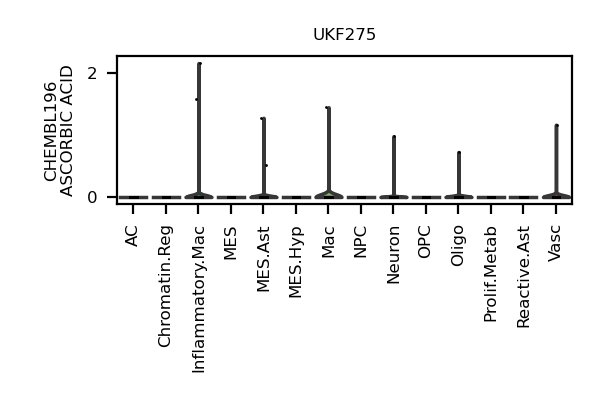 UKF275
CHEMBL196
ASCORBIC ACID
2
0
AC
Chromatin.Reg
Inflammatory.Mac
MES
MES.Ast
MES.Hyp
Mac
NPC
Neuron
OPC
Oligo
Prolif.Metab
Reactive.Ast
Vasc